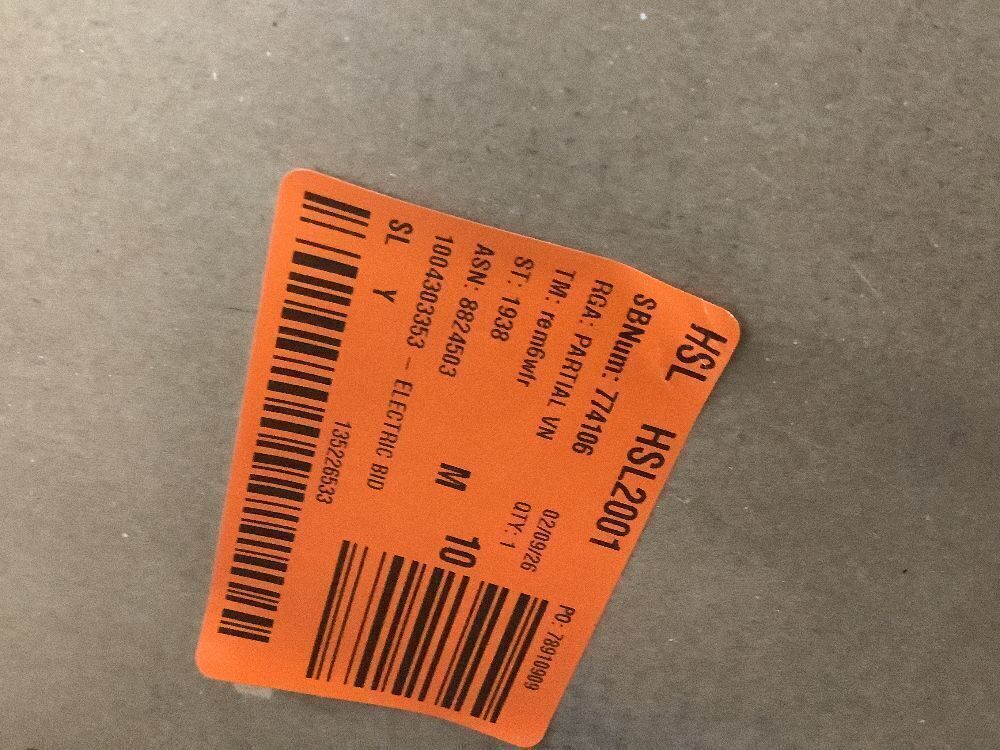 HSL HSL2001
SBNum: 774106 PO: 78910909
RGA: PARTIAL VN
TM: rem6wfr 02/09/26
ST: 1938 QTY: 1
ASN: 8824503 M 10
1004303353 - ELECTRIC BID
SL Y
135226533